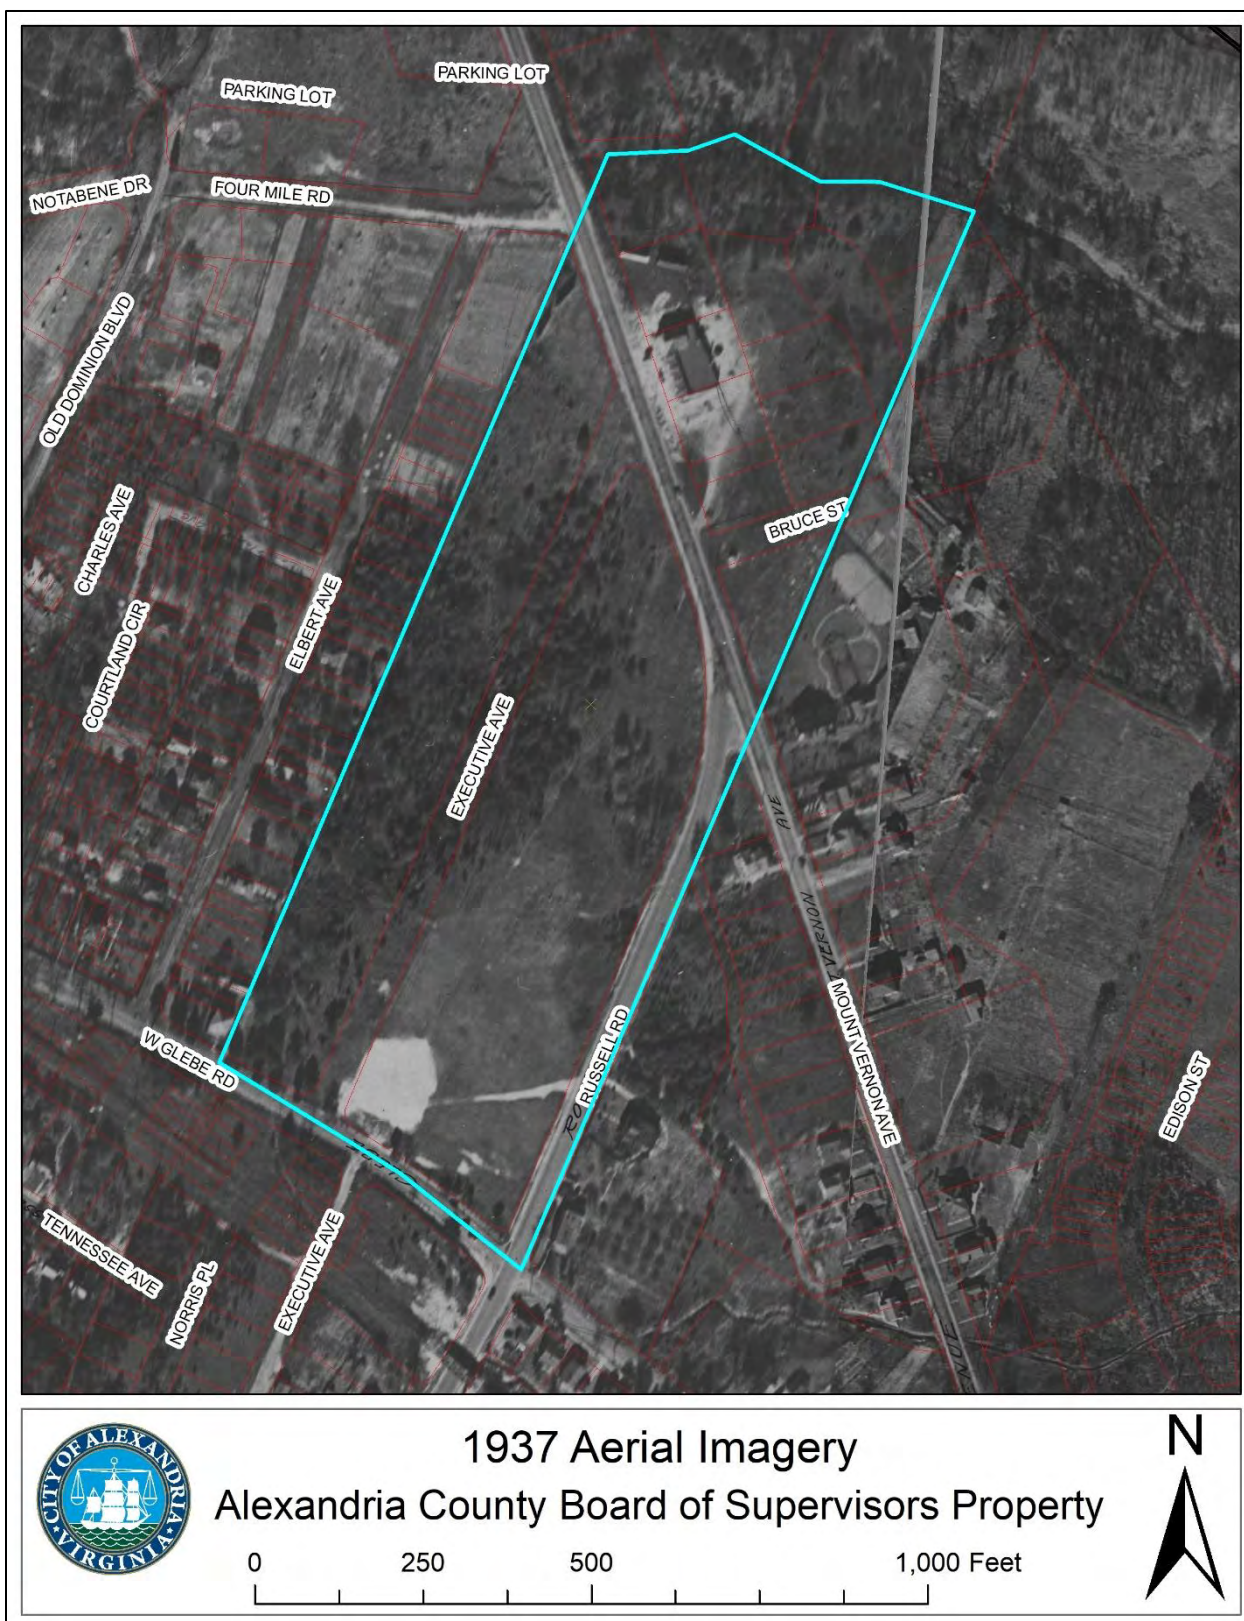 PARKING LOT
PARKING LOT
NOTABENE DR
FOUR MILE RD
OLD DOMINION BLVD
CHARLES AVE
COURTLAND CIR
ELBERT AVE
BRUCE ST
EXECUTIVE AVE
AVE
VERNON
MOUNT VERNON AVE
W GLEBE RD
RUSSELL RD
RO
EDISON ST
TENNESSEE AVE
NORRIS PL
EXECUTIVE AVE
1937 Aerial Imagery
Alexandria County Board of Supervisors Property
CITY OF ALEXANDRIA
VIRGINIA
0 250 500 1,000 Feet
N